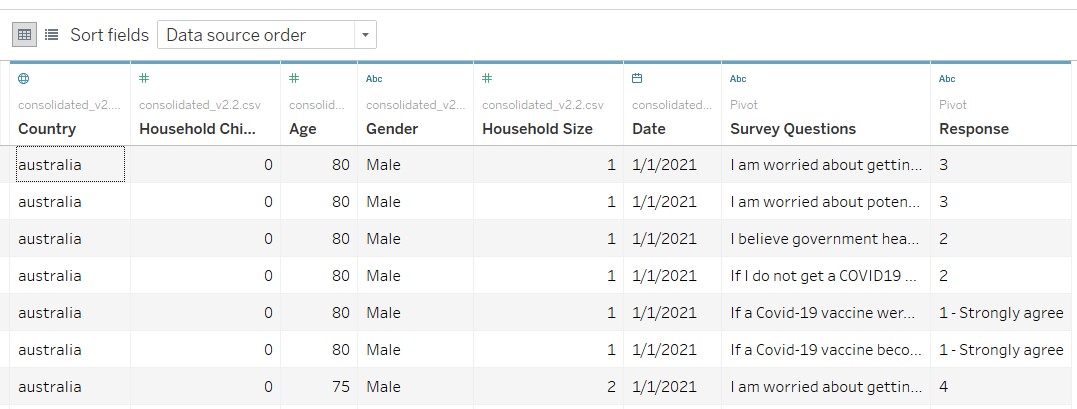 Sort fields Data source order
Abc Abc Abc
consolidated_v2.... consolidated_v2.2.csv consolid... consolidated_v2... consolidated_v2.2.csv consolidated... Pivot Pivot
Country Household Chi... Age Gender Household Size Date Survey Questions Response
australia 0 80 Male 1 1/1/2021 I am worried about gettin... 3
australia 0 80 Male 1 1/1/2021 I am worried about poten... 3
australia 0 80 Male 1 1/1/2021 I believe government hea... 2
australia 0 80 Male 1 1/1/2021 If I do not get a COVID19 ... 2
australia 0 80 Male 1 1/1/2021 If a Covid-19 vaccine wer... 1 - Strongly agree
australia 0 80 Male 1 1/1/2021 If a Covid-19 vaccine beco... 1 - Strongly agree
australia 0 75 Male 2 1/1/2021 I am worried about gettin... 4